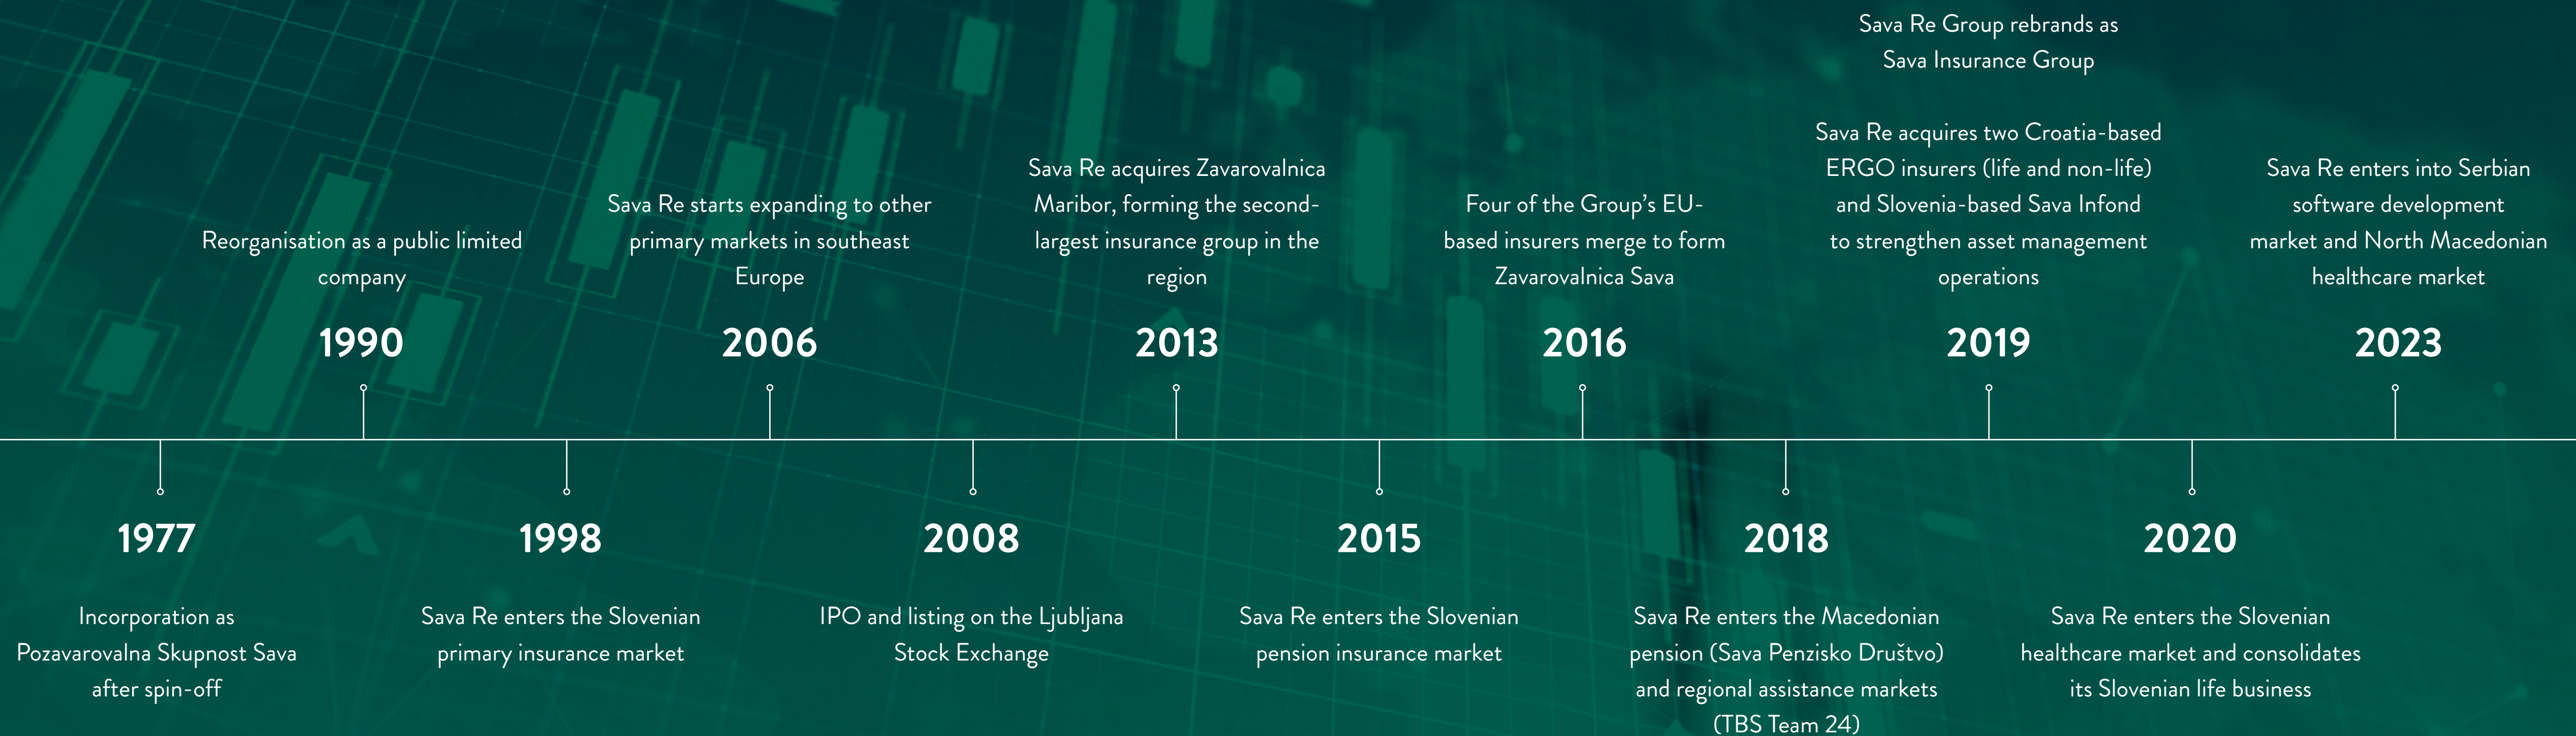 Incorporation as
Pozavarovalna Skupnost Sava
after spin-off
1977
Reorganisation as a public limited
company
1990
1998
Sava Re enters the Slovenian
primary insurance market
Sava Re starts expanding to other
primary markets in southeast
Europe
2006
2008
IPO and listing on the Ljubljana
Stock Exchange
Sava Re acquires Zavarovalnica
Maribor, forming the second-
largest insurance group in the
region
2013
2015
Sava Re enters the Slovenian
pension insurance market
Four of the Group’s EU-
based insurers merge to form
Zavarovalnica Sava
2016
2018
Sava Re enters the Macedonian
pension (Sava Penzisko Društvo)
and regional assistance markets
(TBS Team 24)
Sava Re Group rebrands as
Sava Insurance Group
Sava Re acquires two Croatia-based
ERGO insurers (life and non-life)
and Slovenia-based Sava Infond
to strengthen asset management
operations
2019
2020
Sava Re enters the Slovenian
healthcare market and consolidates
its Slovenian life business
Sava Re enters into Serbian
software development
market and North Macedonian
healthcare market
2023